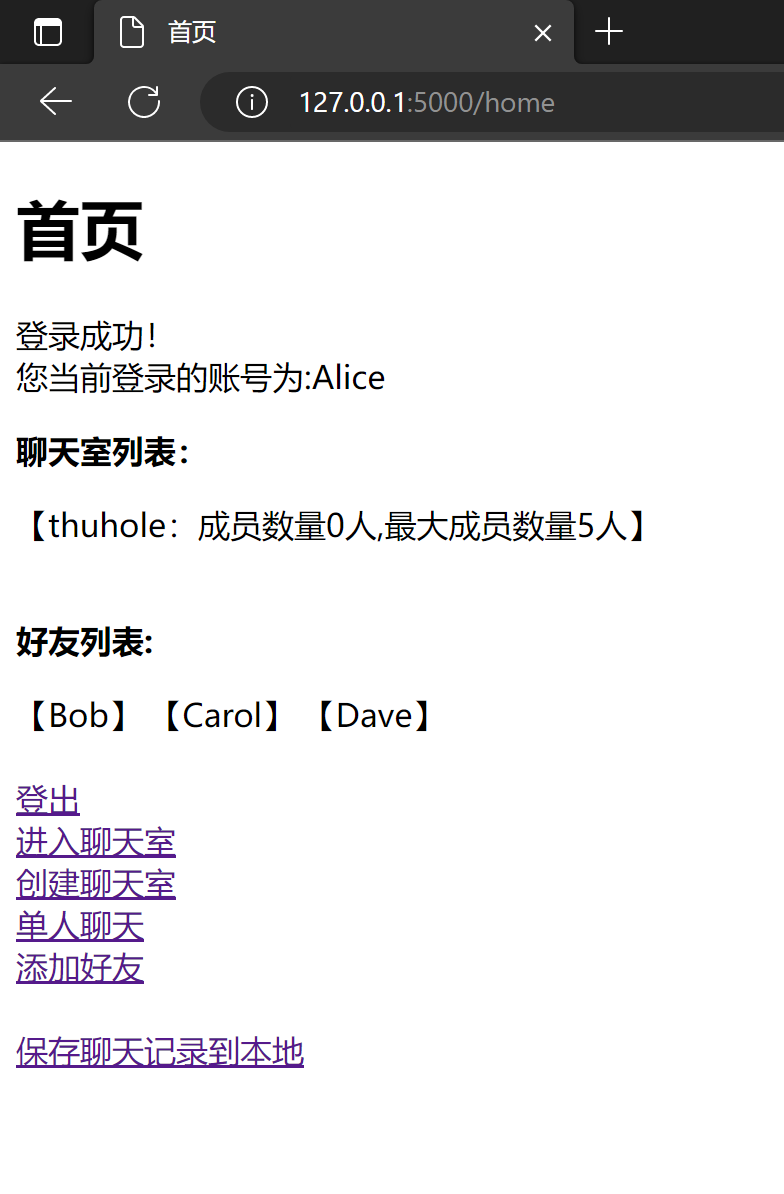 首页
127.0.0.1:5000/home
首页
登录成功！
您当前登录的账号为:Alice
聊天室列表：
【thuhole：成员数量0人,最大成员数量5人】
好友列表:
【Bob】 【Carol】 【Dave】
登出
进入聊天室
创建聊天室
单人聊天
添加好友
保存聊天记录到本地